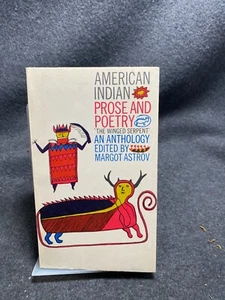 AMERICAN
INDIAN
PROSE AND
POETRY
'THE WINGED SERPENT'
AN ANTHOLOGY
EDITED BY
MARGOT ASTROV